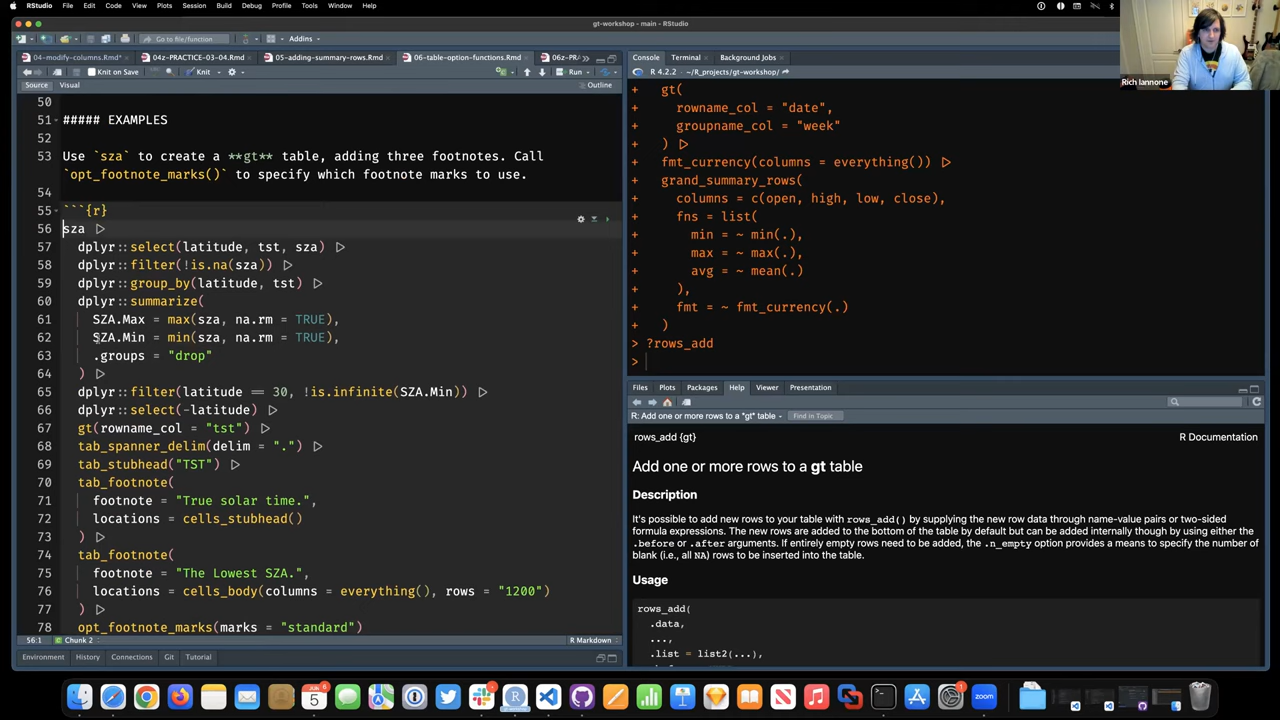 RStudio File Edit Code View Plots Session Build Debug Profile Tools Window Help
gt-workshop - main - RStudio
Go to file/function Addins
04-modify-columns.Rmd* 04z-PRACTICE-03-04.Rmd 05-adding-summary-rows.Rmd 06-table-option-functions.Rmd 06z-PR
Knit on Save Knit Run
Source Visual Outline
50
51 ##### EXAMPLES
52
53 Use `sza` to create a **gt** table, adding three footnotes. Call
`opt_footnote_marks()` to specify which footnote marks to use.
54
55 ```{r}
56 sza |>
57 dplyr::select(latitude, tst, sza) |>
58 dplyr::filter(!is.na(sza)) |>
59 dplyr::group_by(latitude, tst) |>
60 dplyr::summarize(
61 SZA.Max = max(sza, na.rm = TRUE),
62 SZA.Min = min(sza, na.rm = TRUE),
63 .groups = "drop"
64 ) |>
65 dplyr::filter(latitude == 30, !is.infinite(SZA.Min)) |>
66 dplyr::select(-latitude) |>
67 gt(rowname_col = "tst") |>
68 tab_spanner_delim(delim = ".") |>
69 tab_stubhead("TST") |>
70 tab_footnote(
71 footnote = "True solar time.",
72 locations = cells_stubhead()
73 ) |>
74 tab_footnote(
75 footnote = "The Lowest SZA.",
76 locations = cells_body(columns = everything(), rows = "1200")
77 ) |>
78 opt_footnote_marks(marks = "standard")
56:1 Chunk 2 R Markdown
Environment History Connections Git Tutorial
Console Terminal Background Jobs
R 4.2.2 · ~/R_projects/gt-workshop/
+ gt(
+ rowname_col = "date",
+ groupname_col = "week"
+ ) |>
+ fmt_currency(columns = everything()) |>
+ grand_summary_rows(
+ columns = c(open, high, low, close),
+ fns = list(
+ min = ~ min(.),
+ max = ~ max(.),
+ avg = ~ mean(.)
+ ),
+ fmt = ~ fmt_currency(.)
+ )
> ?rows_add
>
Files Plots Packages Help Viewer Presentation
R: Add one or more rows to a *gt* table Find in Topic
rows_add {gt} R Documentation
Add one or more rows to a gt table
Description
It's possible to add new rows to your table with rows_add() by supplying the new row data through name-value pairs or two-sided
formula expressions. The new rows are added to the bottom of the table by default but can be added internally though by using either the
.before or .after arguments. If entirely empty rows need to be added, the .n_empty option provides a means to specify the number of
blank (i.e., all NA) rows to be inserted into the table.
Usage
rows_add(
.data,
...,
.list = list2(...),
Rich Iannone
5
zoom